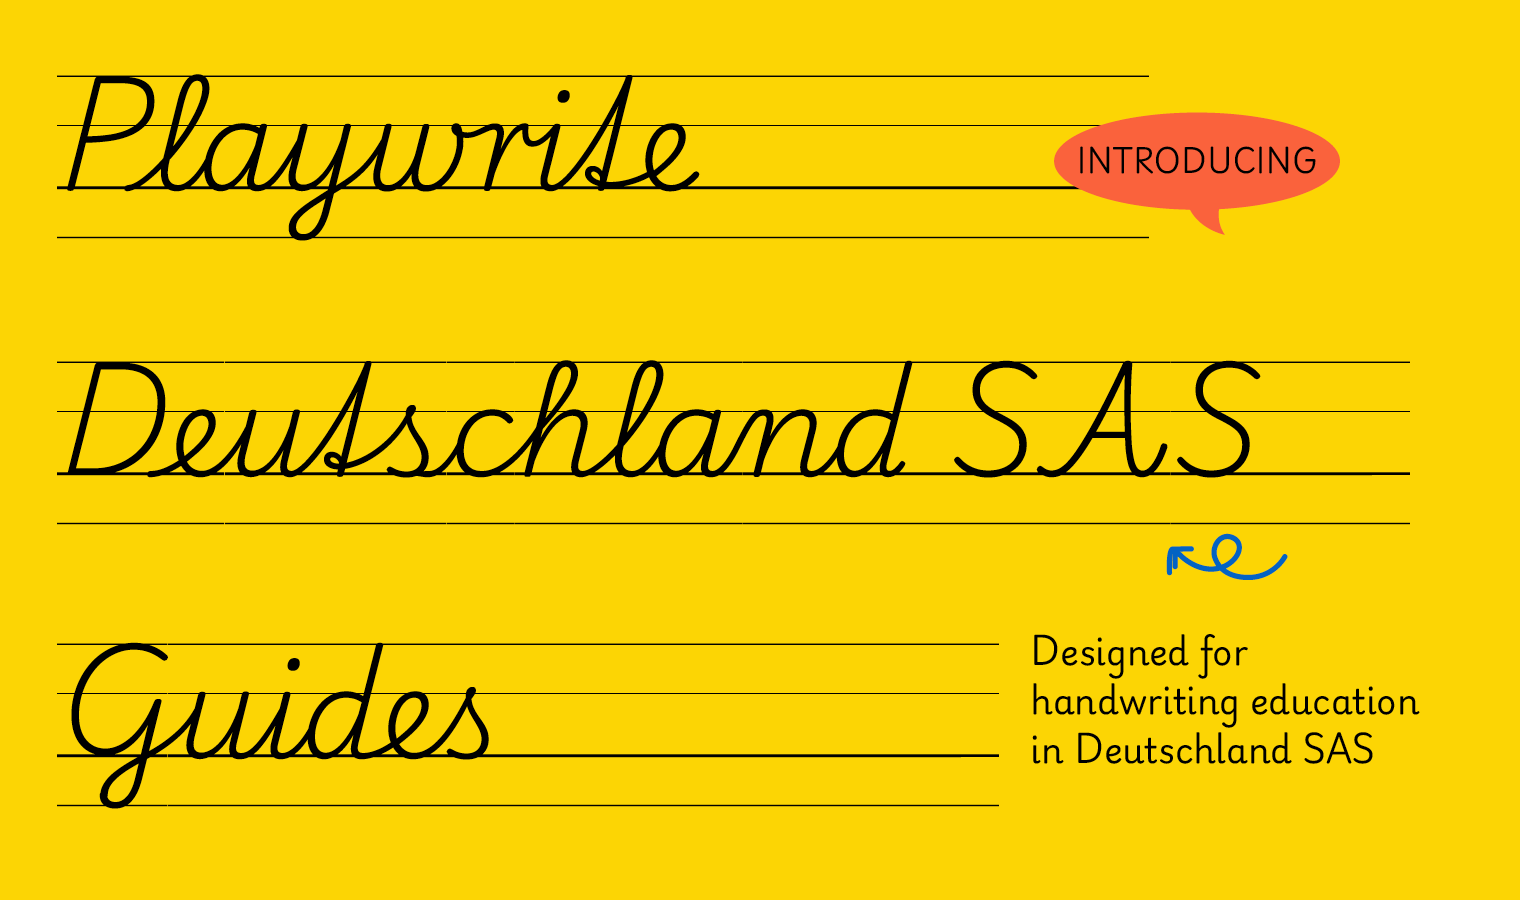 Playwrite
INTRODUCING
Deutschland SAS
Guides
Designed for
handwriting education
in Deutschland SAS